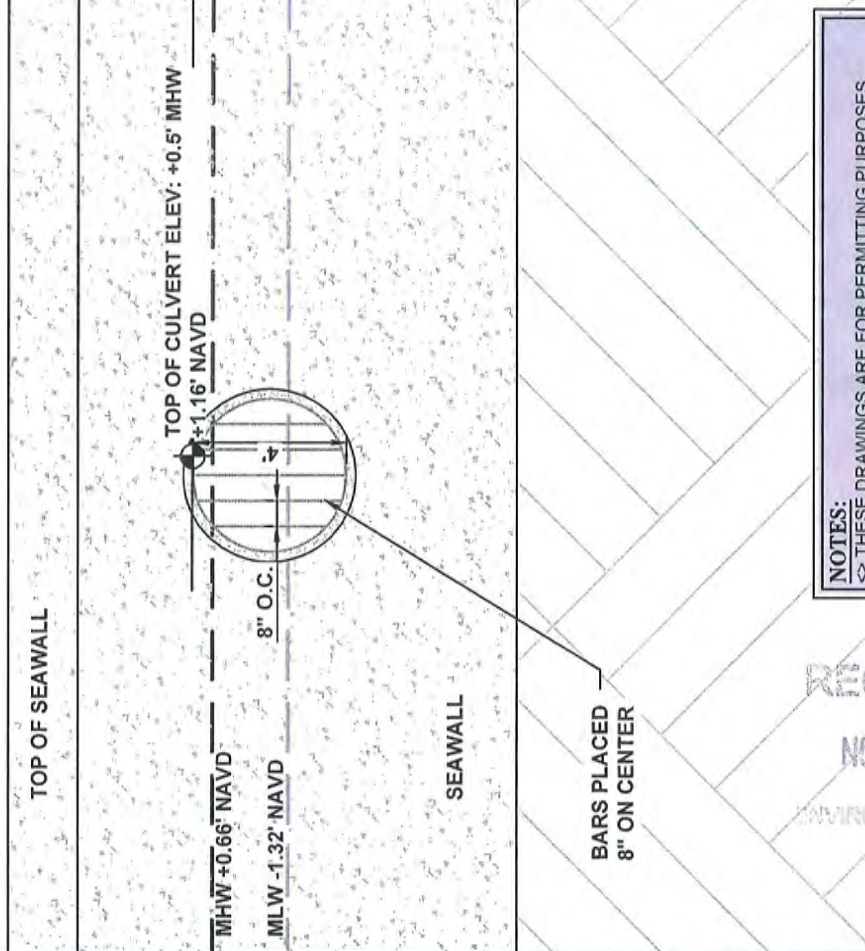 TOP OF SEAWALL
TOP OF CULVERT ELEV: +0.5' MHW
+1.16' NAVD
MHW +0.66' NAVD
MLW -1.32' NAVD
8" O.C.
4'
SEAWALL
BARS PLACED
8" ON CENTER
NOTES:
<> THESE DRAWINGS ARE FOR PERMITTING PURPOSES